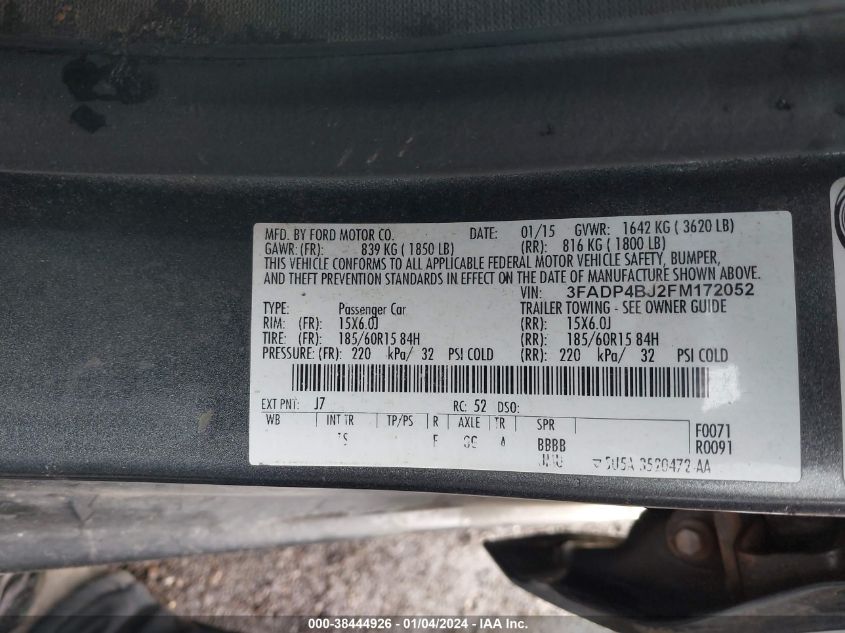 MFD. BY FORD MOTOR CO. DATE: 01/15 GVWR: 1642 KG ( 3620 LB)
GAWR: (FR): 839 KG ( 1850 LB) (RR): 816 KG ( 1800 LB)
THIS VEHICLE CONFORMS TO ALL APPLICABLE FEDERAL MOTOR VEHICLE SAFETY, BUMPER,
AND THEFT PREVENTION STANDARDS IN EFFECT ON THE DATE OF MANUFACTURE SHOWN ABOVE.
VIN: 3FADP4BJ2FM172052
TYPE: Passenger Car TRAILER TOWING - SEE OWNER GUIDE
RIM: (FR): 15X6.0J (RR): 15X6.0J
TIRE: (FR): 185/60R15 84H (RR): 185/60R15 84H
PRESSURE: (FR): 220 kPa/ 32 PSI COLD (RR): 220 kPa/ 32 PSI COLD
EXT PNT: J7 RC: 52 DSO:
WB INT TR TP/PS R AXLE TR SPR F0071
A BBBB R0091
000-38444926 - 01/04/2024 - IAA Inc.